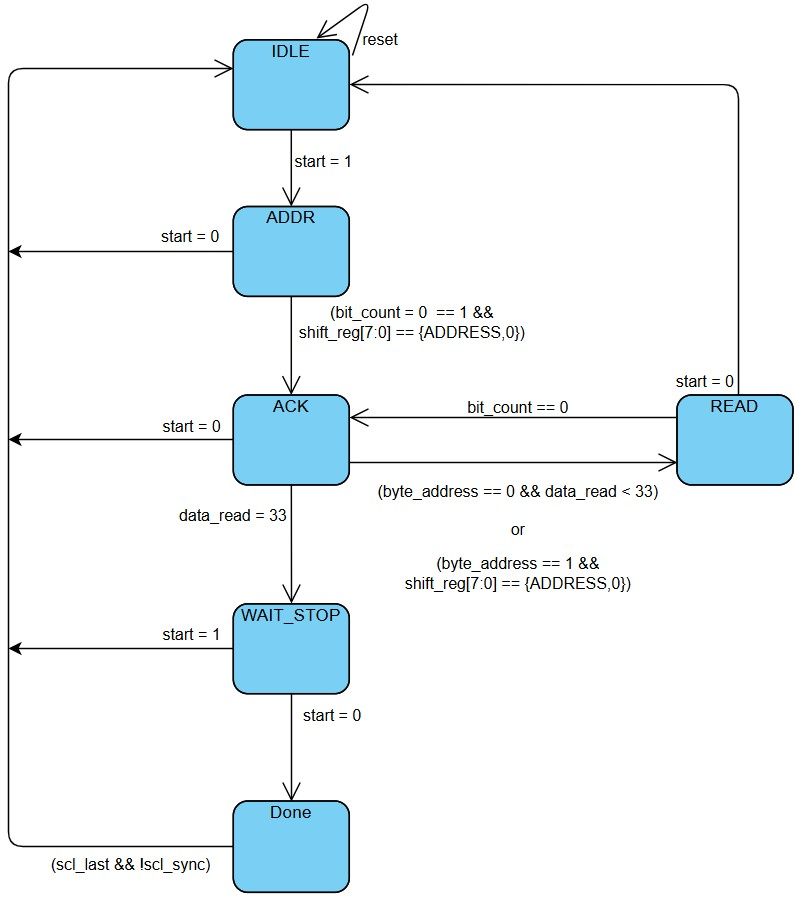 reset
IDLE
start = 1
ADDR
start = 0
(bit_count = 0  == 1 &&
shift_reg[7:0] == {ADDRESS,0})
start = 0
ACK
bit_count == 0
READ
start = 0
(byte_address == 0 && data_read < 33)
data_read = 33
or
(byte_address == 1 &&
shift_reg[7:0] == {ADDRESS,0})
WAIT_STOP
start = 1
start = 0
Done
(scl_last && !scl_sync)